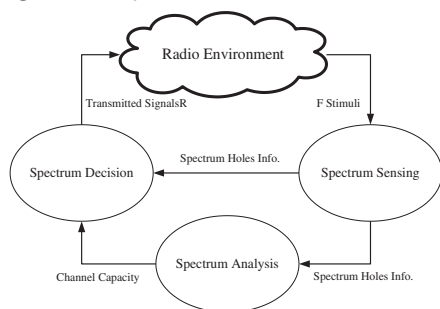 Radio Environment
Transmitted SignalsR
F Stimuli
Spectrum Holes Info.
Spectrum Decision
Spectrum Sensing
Spectrum Analysis
Channel Capacity
Spectrum Holes Info.